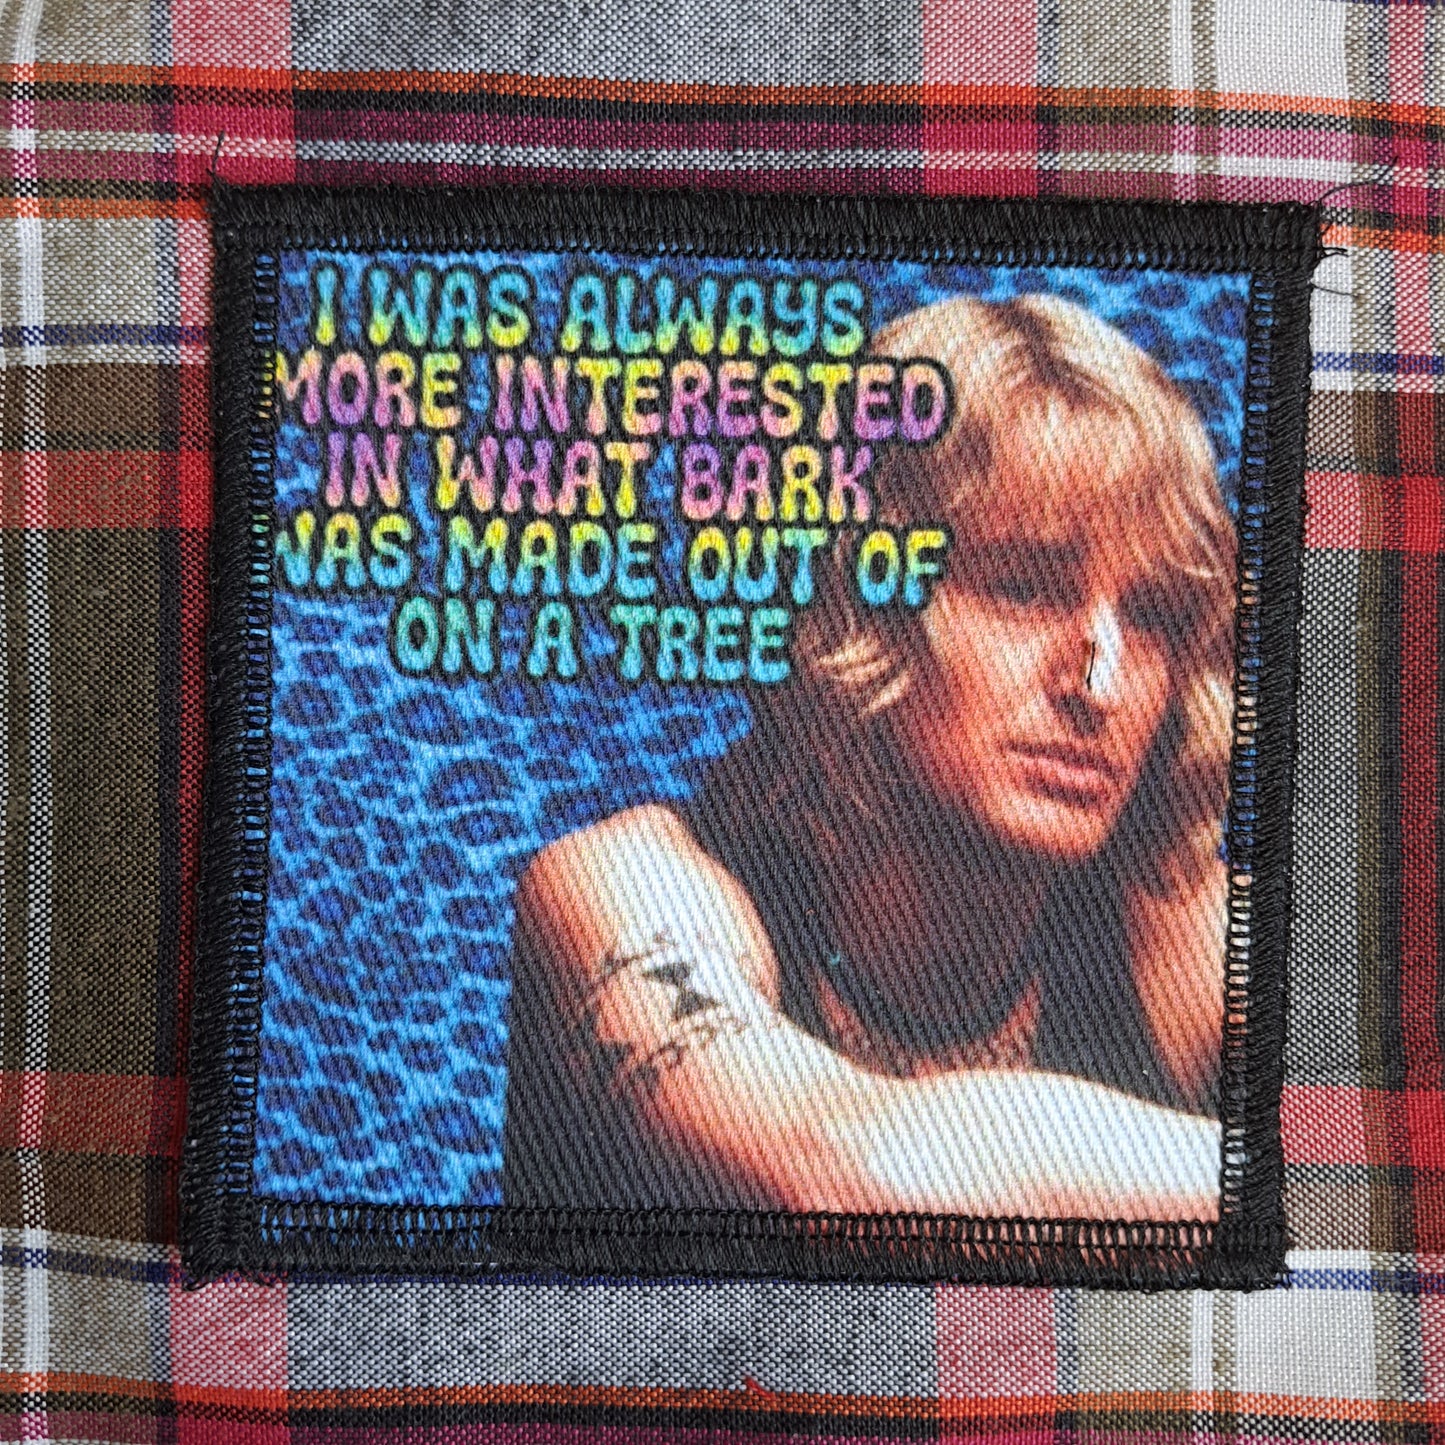 I WAS ALWAYS
MORE INTERESTED
IN WHAT BARK
WAS MADE OUT OF
ON A TREE